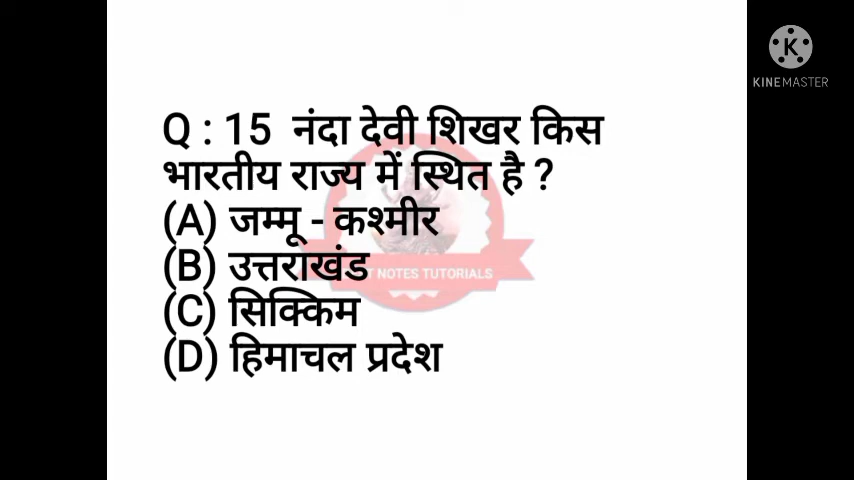 K
KINEMASTER
Q : 15 नंदा देवी शिखर किस
भारतीय राज्य में स्थित है ?
(A) जम्मू - कश्मीर
(B) उत्तराखंड
NOTES TUTORIALS
(C) सिक्किम
(D) हिमाचल प्रदेश